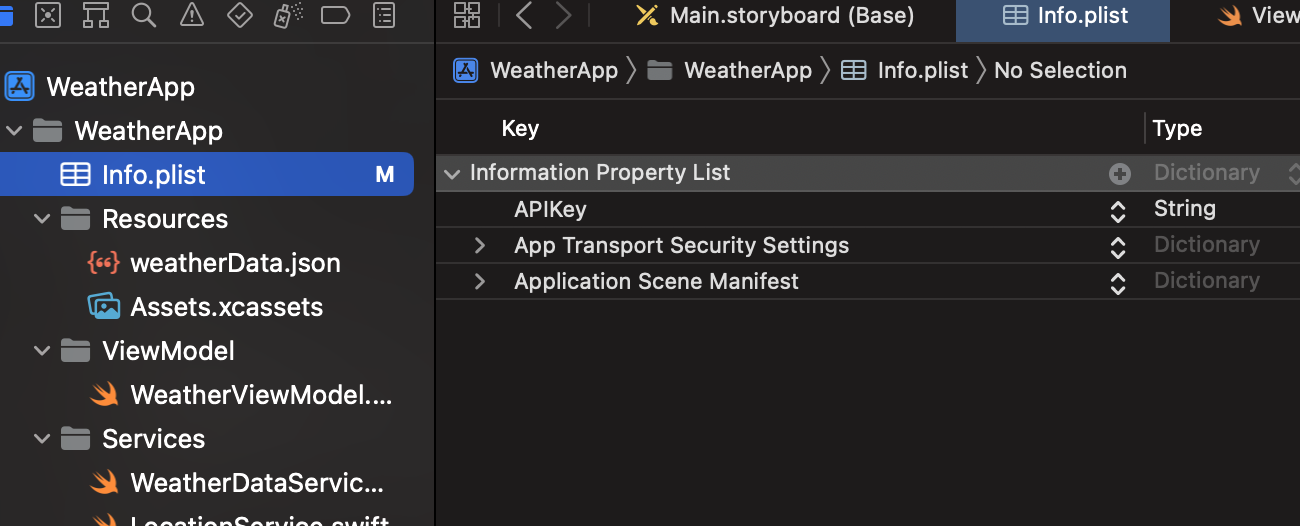 Main.storyboard (Base)
Info.plist
View
WeatherApp
WeatherApp
Info.plist
M
Resources
weatherData.json
Assets.xcassets
ViewModel
WeatherViewModel....
Services
WeatherDataServic...
LocationService.swift
WeatherApp
WeatherApp
Info.plist
No Selection
Key
Type
Information Property List
Dictionary
APIKey
String
App Transport Security Settings
Dictionary
Application Scene Manifest
Dictionary